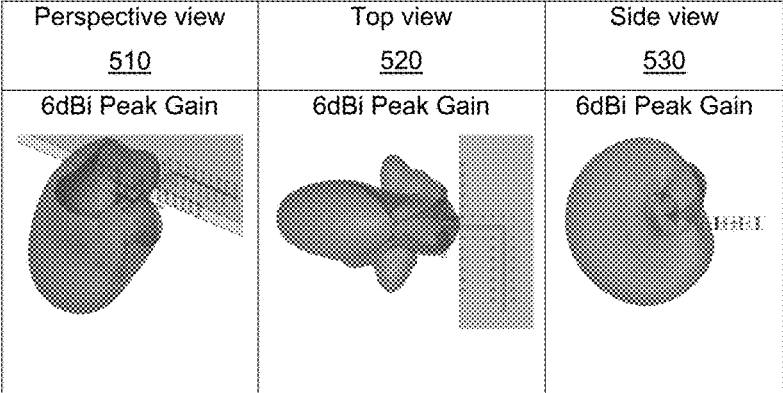 Perspective view
510
Top view
520
Side view
530
6dBi Peak Gain
6dBi Peak Gain
6dBi Peak Gain